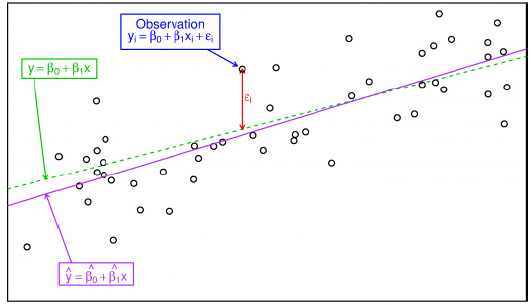 Observation
yᵢ = β₀ + β₁xᵢ + εᵢ
y = β₀ + β₁x
εᵢ
ŷ = β̂₀ + β̂₁x